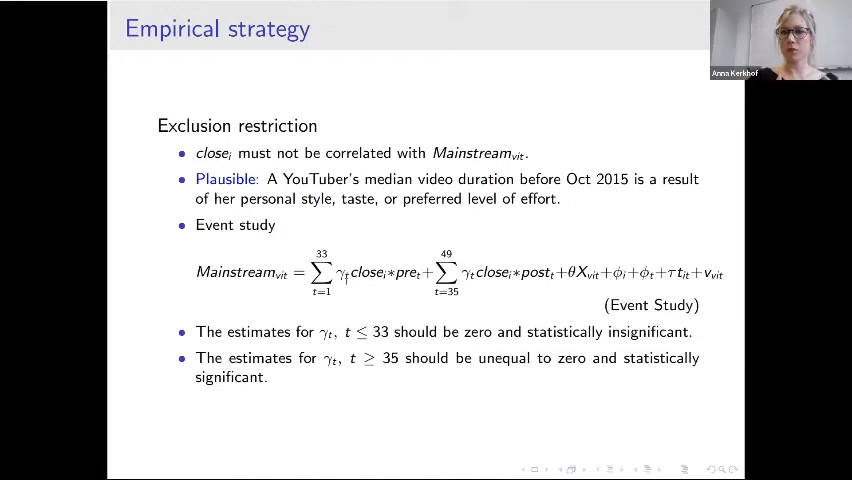 Empirical strategy
Anna Kerkhof
Exclusion restriction
• close_i must not be correlated with Mainstream_vit.
• Plausible: A YouTuber's median video duration before Oct 2015 is a result
of her personal style, taste, or preferred level of effort.
• Event study
Mainstream_vit = ∑_{t=1}^{33} γ_t close_i∗pre_t+∑_{t=35}^{49} γ_t close_i∗post_t+θX_vit+ϕ_i+ϕ_t+τt_it+ν_vit
(Event Study)
• The estimates for γ_t, t ≤ 33 should be zero and statistically insignificant.
• The estimates for γ_t, t ≥ 35 should be unequal to zero and statistically
significant.